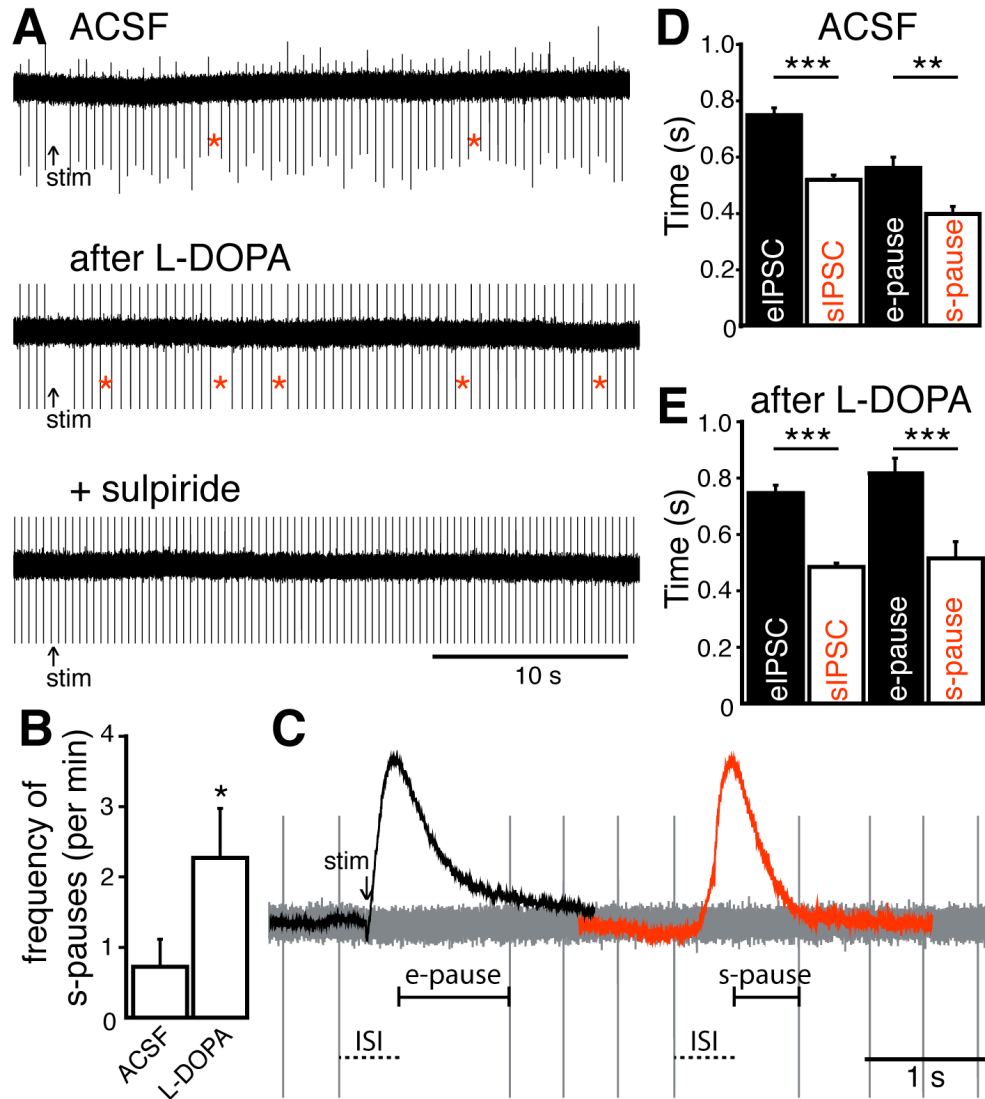 A
ACSF
*
*
stim
after L-DOPA
*
*
*
*
*
stim
+ sulpiride
stim
10 s
B
frequency of
s-pauses (per min)
4
3
2
1
0
*
ACSF
L-DOPA
C
stim
e-pause
s-pause
ISI
ISI
1 s
D
ACSF
Time (s)
1.0
0.8
0.6
0.4
0.2
0
***
**
eIPSC
sIPSC
e-pause
s-pause
E
after L-DOPA
Time (s)
1.0
0.8
0.6
0.4
0.2
0
***
***
eIPSC
sIPSC
e-pause
s-pause